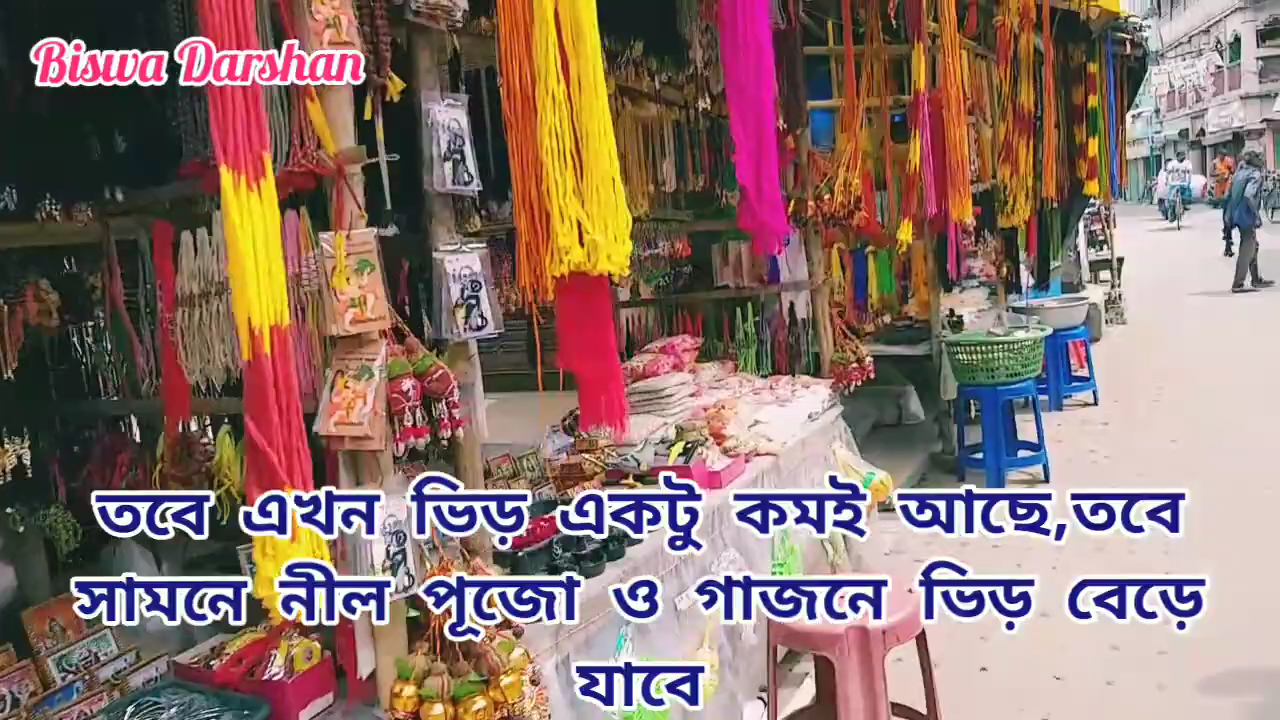 Biswa Darshan
তবে এখন ভিড় একটু কমই আছে,তবে
সামনে নীল পূজো ও গাজনে ভিড় বেড়ে
যাবে